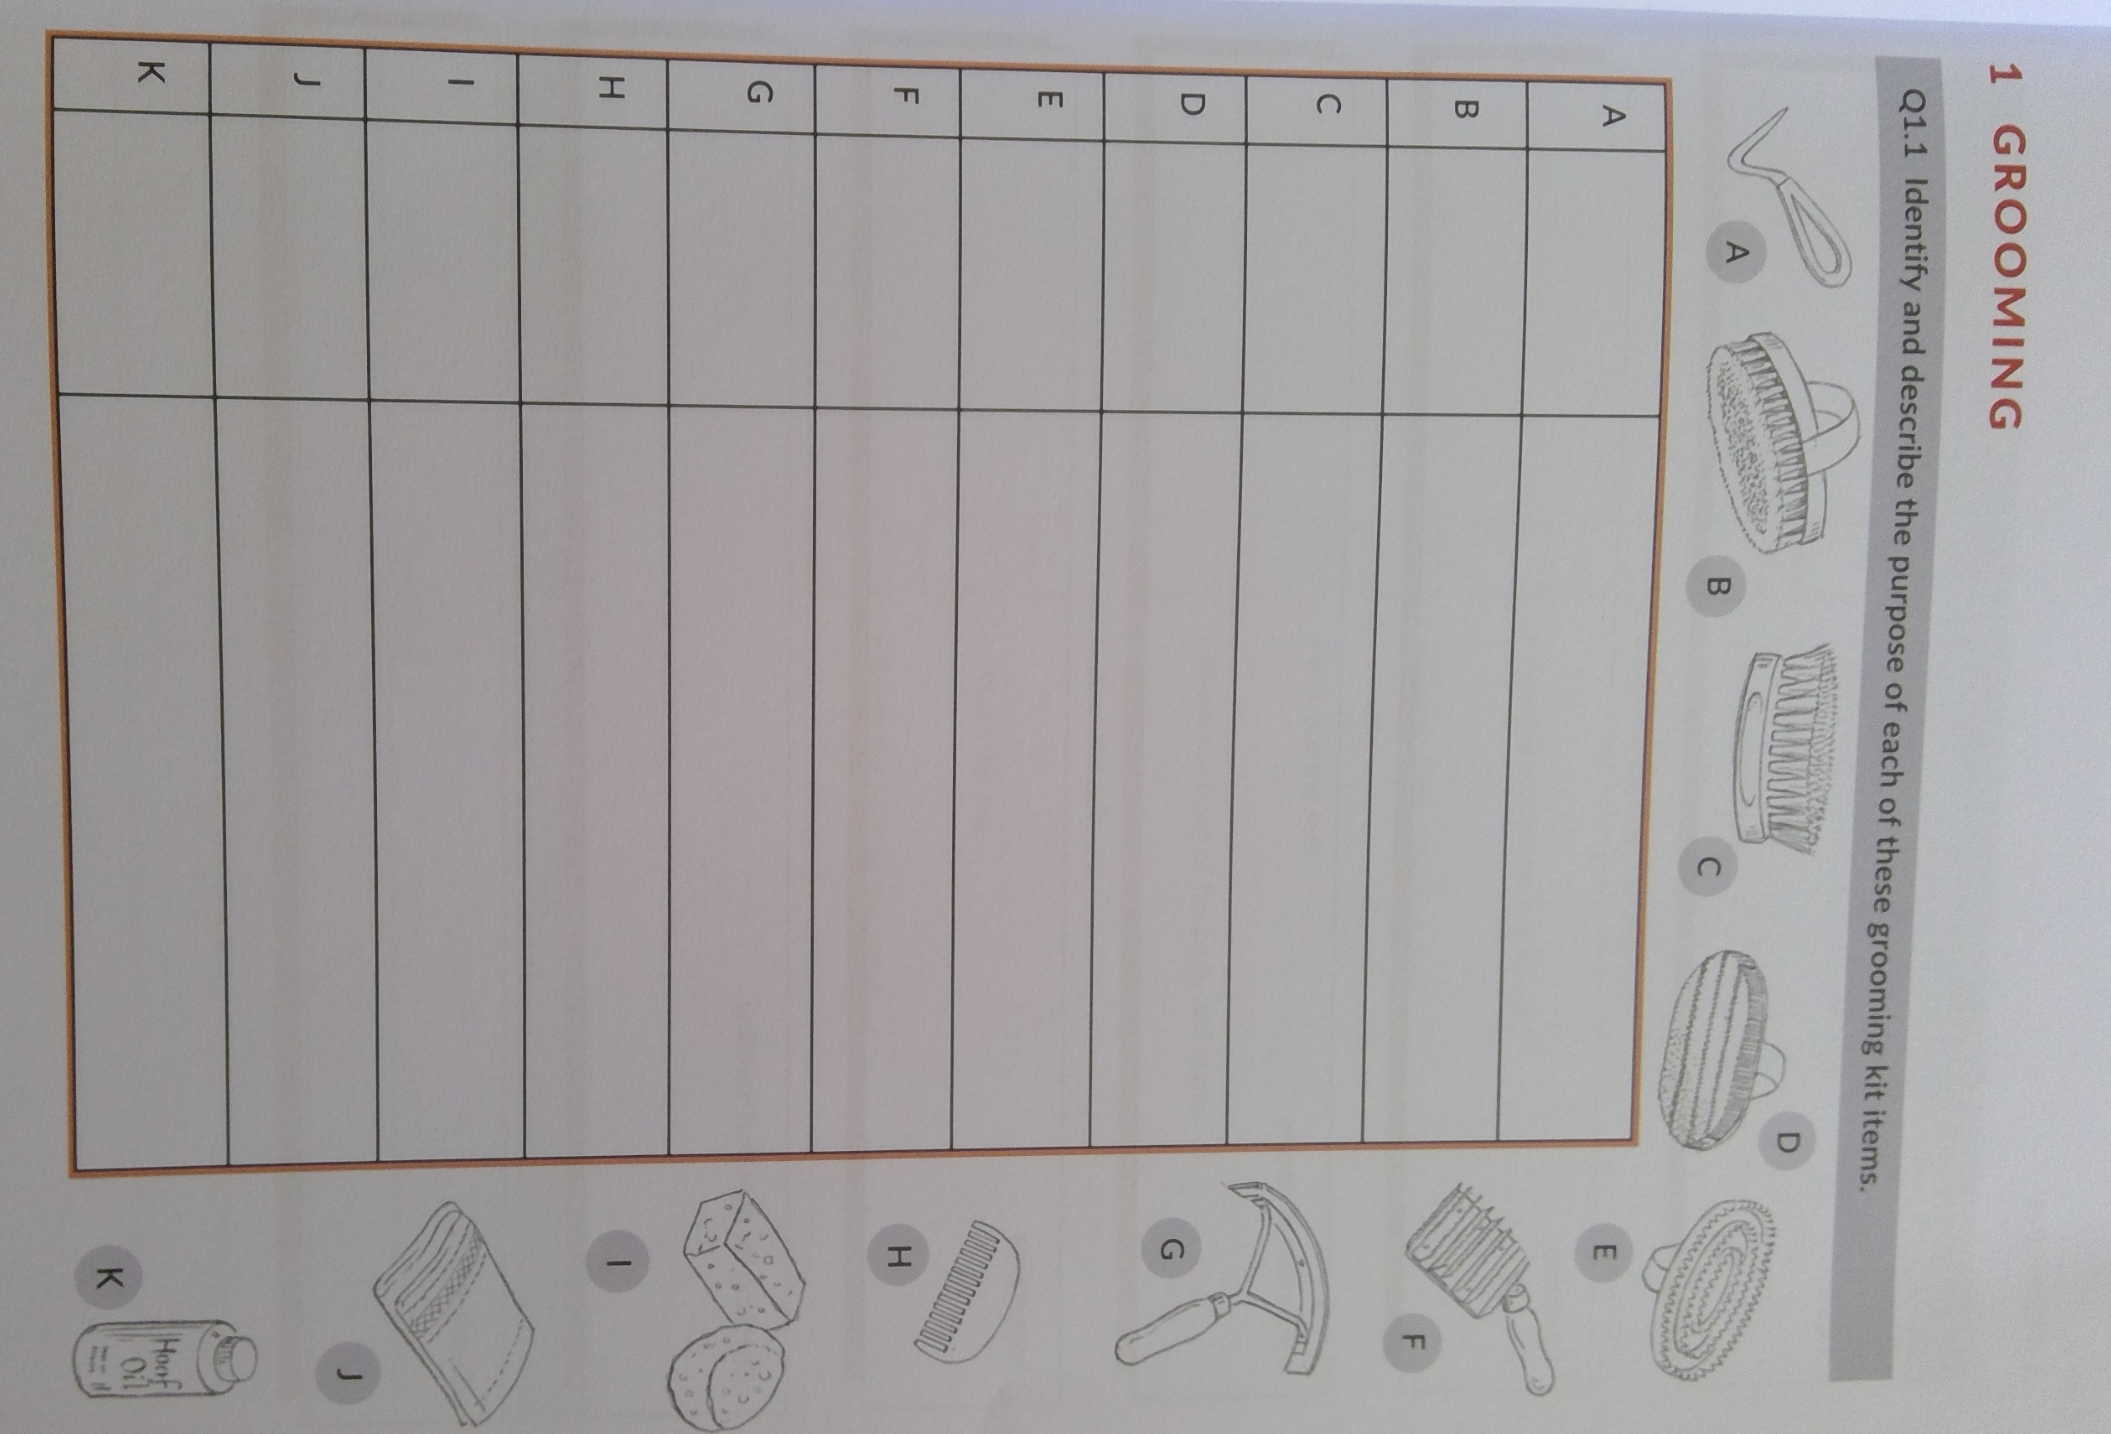 1 GROOMING
Q1.1 Identify and describe the purpose of each of these grooming kit items.
A
B
C
D
E
F
G
H
I
J
K
A
B
C
D
E
F
G
H
I
J
K
Hoof
Oil